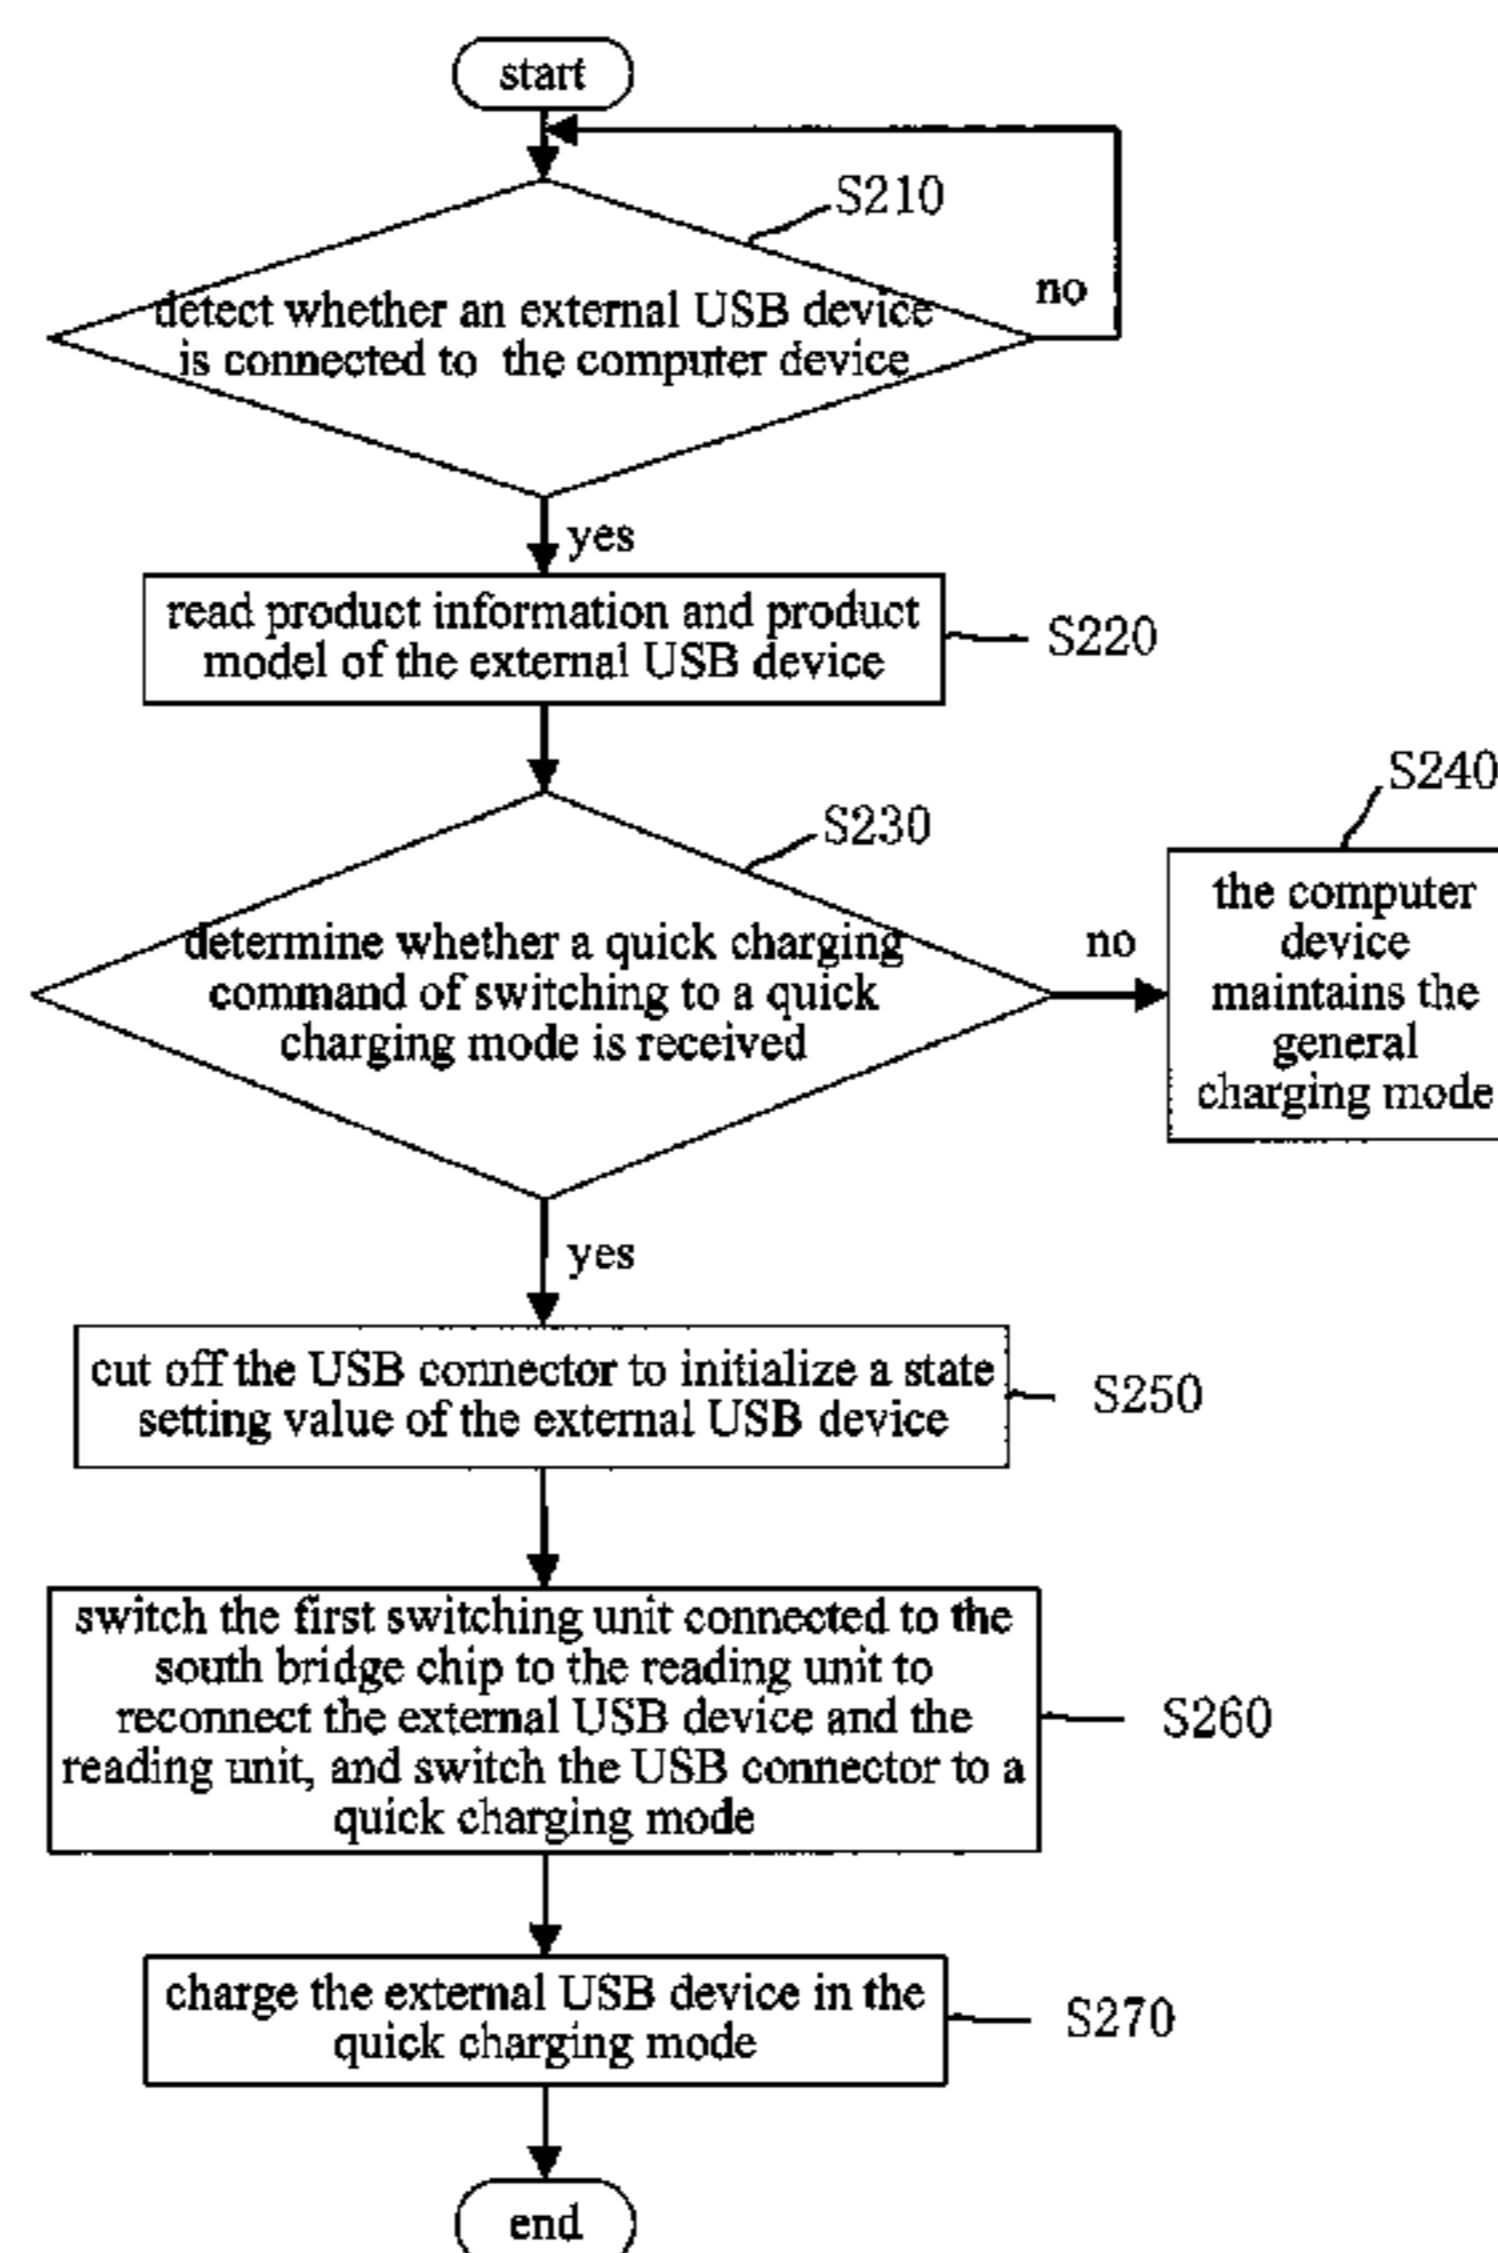 start
S210
no
detect whether an external USB device
is connected to the computer device
yes
read product information and product
model of the external USB device
S220
S240
S230
the computer
device
maintains the
general
charging mode
no
determine whether a quick charging
command of switching to a quick
charging mode is received
yes
cut off the USB connector to initialize a state
setting value of the external USB device
S250
switch the first switching unit connected to the
south bridge chip to the reading unit to
reconnect the external USB device and the
reading unit, and switch the USB connector to a
quick charging mode
S260
charge the external USB device in the
quick charging mode
S270
end